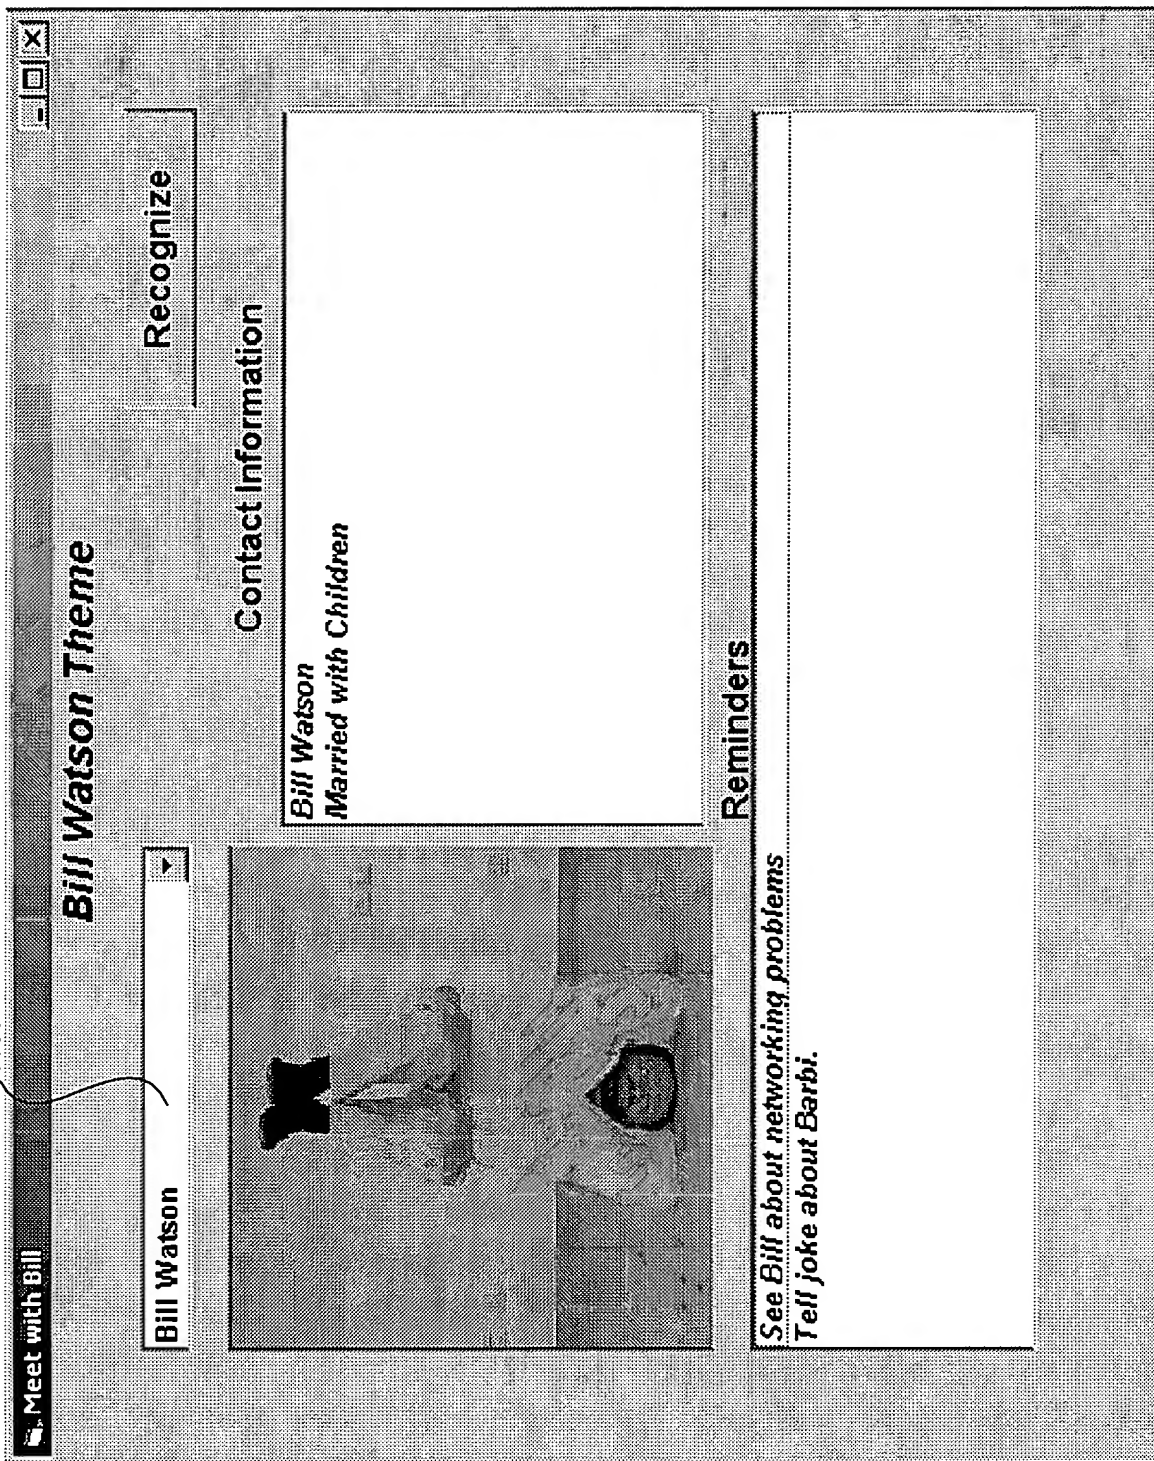 Meet with Bill
Bill Watson Theme
Bill Watson
Recognize
Contact Information
Bill Watson
Married with Children
Reminders
See Bill about networking problems
Tell joke about Barbi.